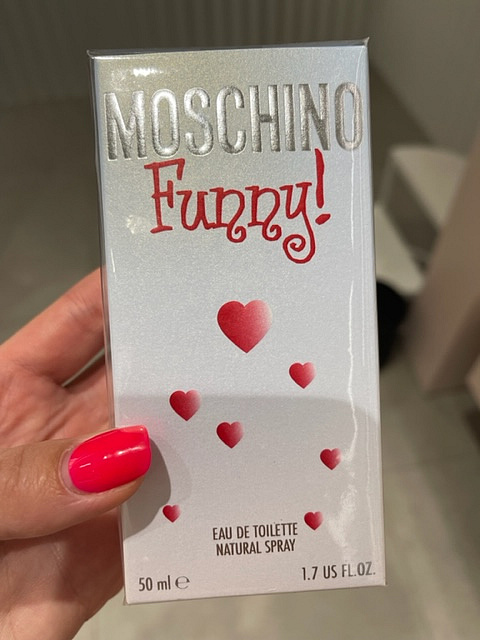 MOSCHINO
Funny!
EAU DE TOILETTE
NATURAL SPRAY
50 ml ℮
1.7 US FL.OZ.